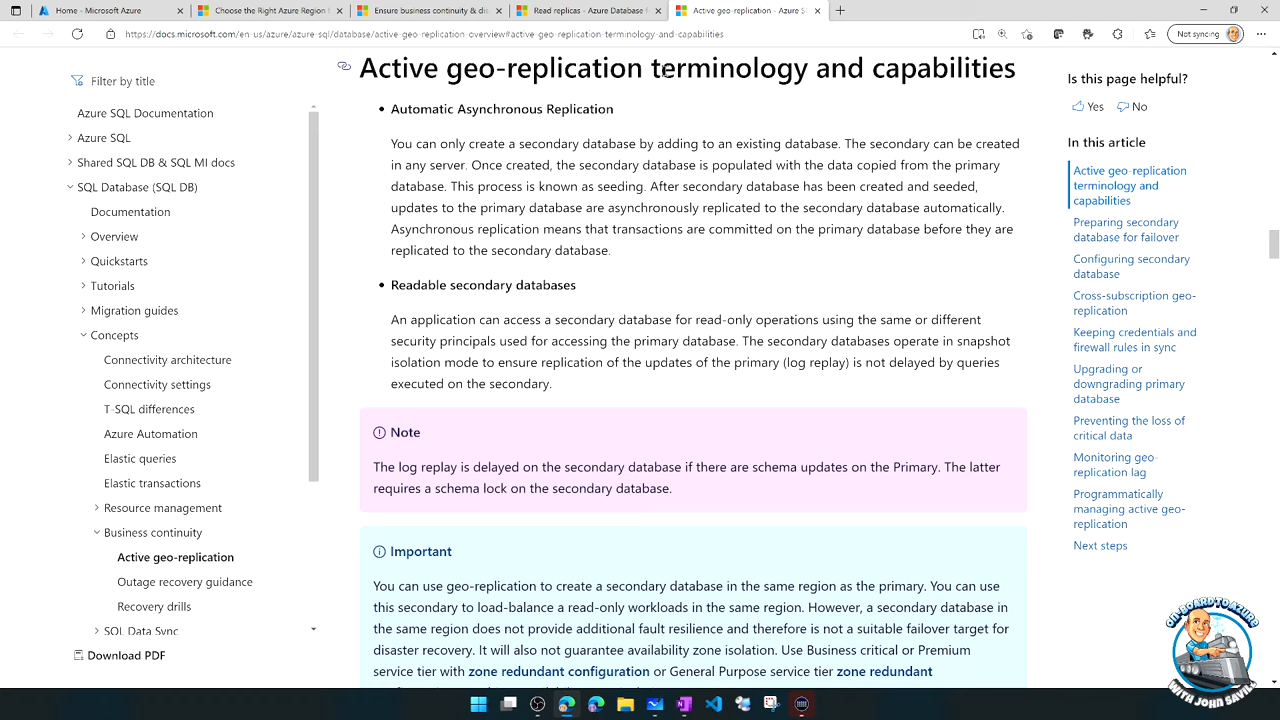 Home - Microsoft Azure
Choose the Right Azure Region f
Ensure business continuity & dis
Read replicas - Azure Database f
Active geo-replication - Azure S
https://docs.microsoft.com/en-us/azure/azure-sql/database/active-geo-replication-overview#active-geo-replication-terminology-and-capabilities
Not syncing
Filter by title
Azure SQL Documentation
Azure SQL
Shared SQL DB & SQL MI docs
SQL Database (SQL DB)
Documentation
Overview
Quickstarts
Tutorials
Migration guides
Concepts
Connectivity architecture
Connectivity settings
T-SQL differences
Azure Automation
Elastic queries
Elastic transactions
Resource management
Business continuity
Active geo-replication
Outage recovery guidance
Recovery drills
SQL Data Sync
Download PDF
Active geo-replication terminology and capabilities
• Automatic Asynchronous Replication
You can only create a secondary database by adding to an existing database. The secondary can be created
in any server. Once created, the secondary database is populated with the data copied from the primary
database. This process is known as seeding. After secondary database has been created and seeded,
updates to the primary database are asynchronously replicated to the secondary database automatically.
Asynchronous replication means that transactions are committed on the primary database before they are
replicated to the secondary database.
• Readable secondary databases
An application can access a secondary database for read-only operations using the same or different
security principals used for accessing the primary database. The secondary databases operate in snapshot
isolation mode to ensure replication of the updates of the primary (log replay) is not delayed by queries
executed on the secondary.
Note
The log replay is delayed on the secondary database if there are schema updates on the Primary. The latter
requires a schema lock on the secondary database.
Important
You can use geo-replication to create a secondary database in the same region as the primary. You can use
this secondary to load-balance a read-only workloads in the same region. However, a secondary database in
the same region does not provide additional fault resilience and therefore is not a suitable failover target for
disaster recovery. It will also not guarantee availability zone isolation. Use Business critical or Premium
service tier with zone redundant configuration or General Purpose service tier zone redundant
Is this page helpful?
Yes No
In this article
Active geo-replication
terminology and
capabilities
Preparing secondary
database for failover
Configuring secondary
database
Cross-subscription geo-
replication
Keeping credentials and
firewall rules in sync
Upgrading or
downgrading primary
database
Preventing the loss of
critical data
Monitoring geo-
replication lag
Programmatically
managing active geo-
replication
Next steps
ON BOARD TO AZURE
WITH JOHN SAVILL